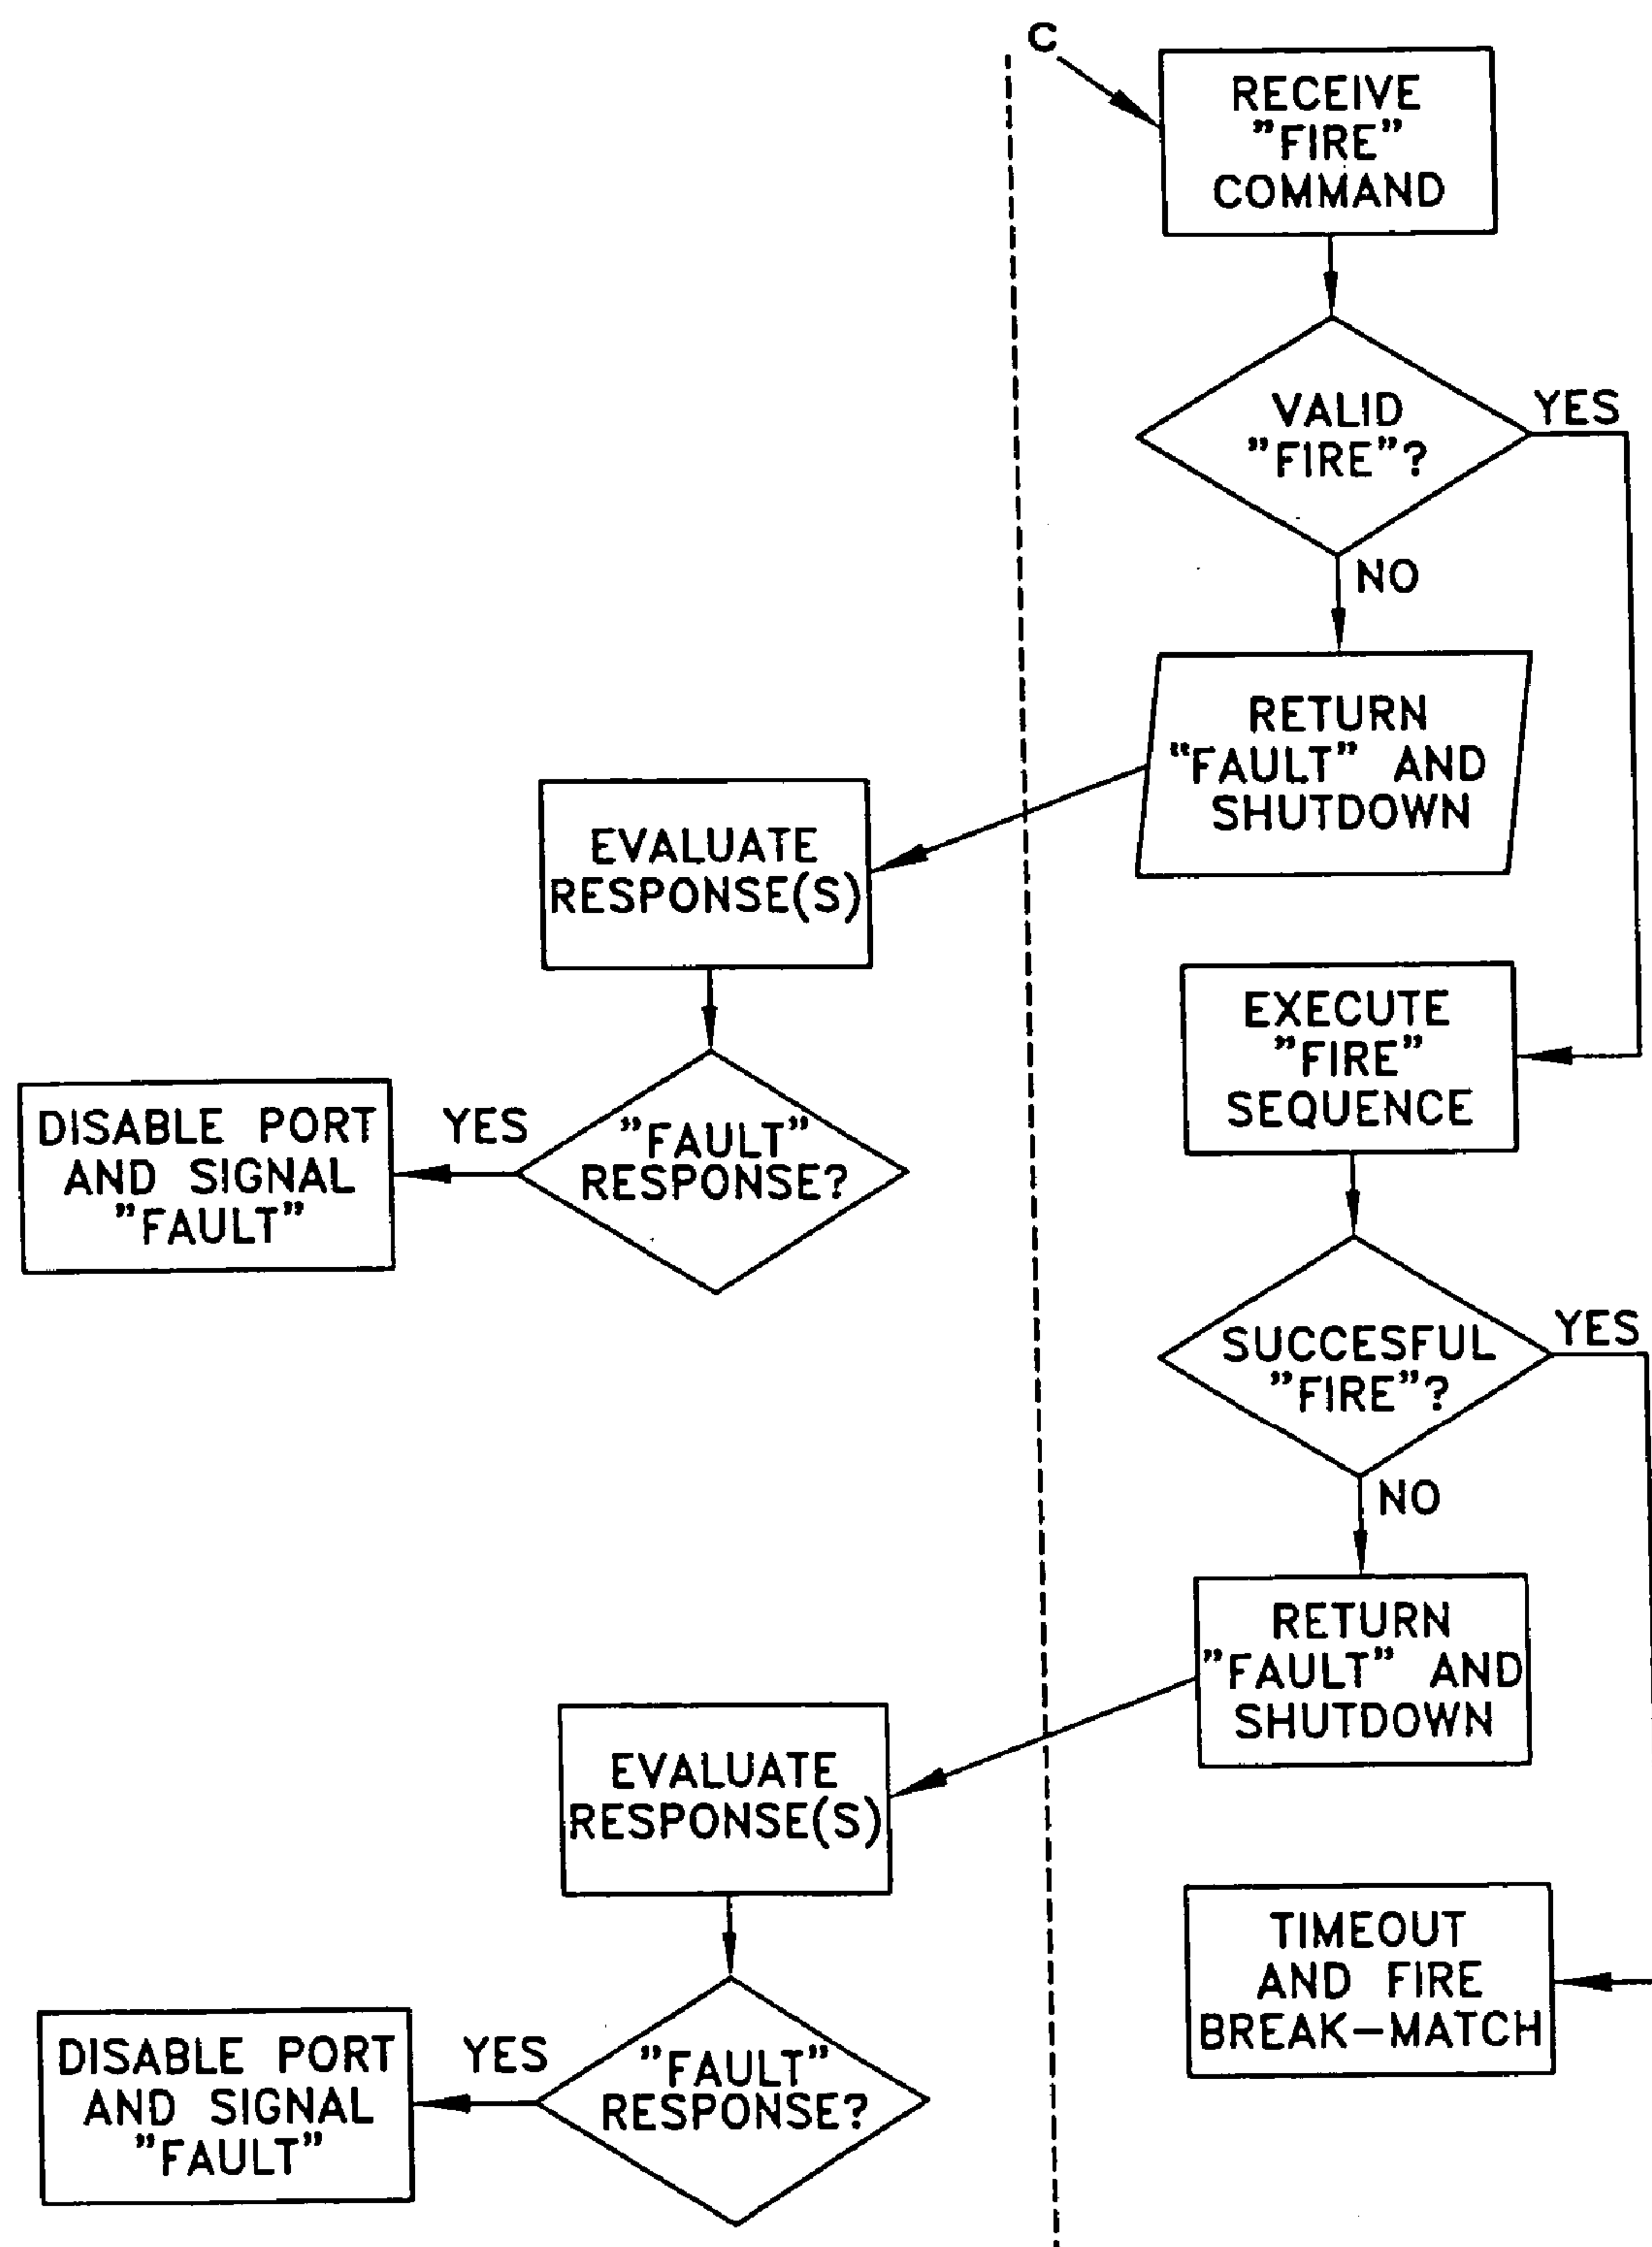 C
RECEIVE
"FIRE"
COMMAND
VALID
"FIRE"?
YES
NO
RETURN
"FAULT" AND
SHUTDOWN
EVALUATE
RESPONSE(S)
"FAULT"
RESPONSE?
YES
DISABLE PORT
AND SIGNAL
"FAULT"
EXECUTE
"FIRE"
SEQUENCE
SUCCESFUL
"FIRE"?
YES
NO
RETURN
"FAULT" AND
SHUTDOWN
EVALUATE
RESPONSE(S)
"FAULT"
RESPONSE?
YES
DISABLE PORT
AND SIGNAL
"FAULT"
TIMEOUT
AND FIRE
BREAK-MATCH